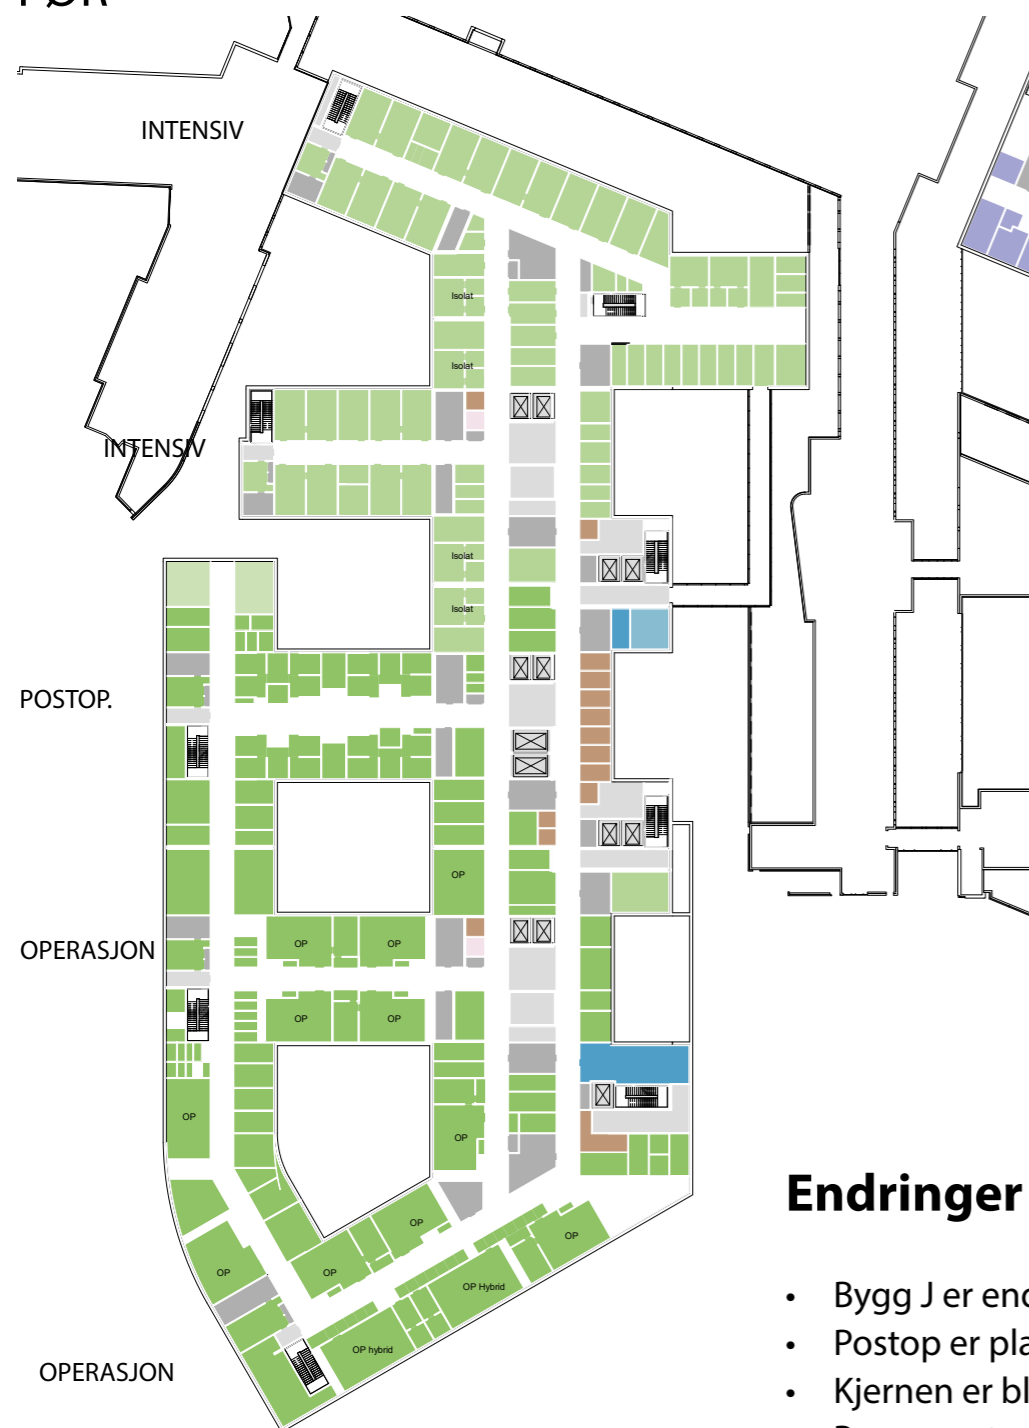 FØR
INTENSIV
Isolat
Isolat
INTENSIV
Isolat
Isolat
POSTOP.
OP
OPERASJON
OP
OP
OP
OP
OP
OP
OP
OP
OP
OP
OP Hybrid
OP hybrid
OPERASJON
Endringer
• Bygg J er end
• Postop er pla
• Kjernen er bl